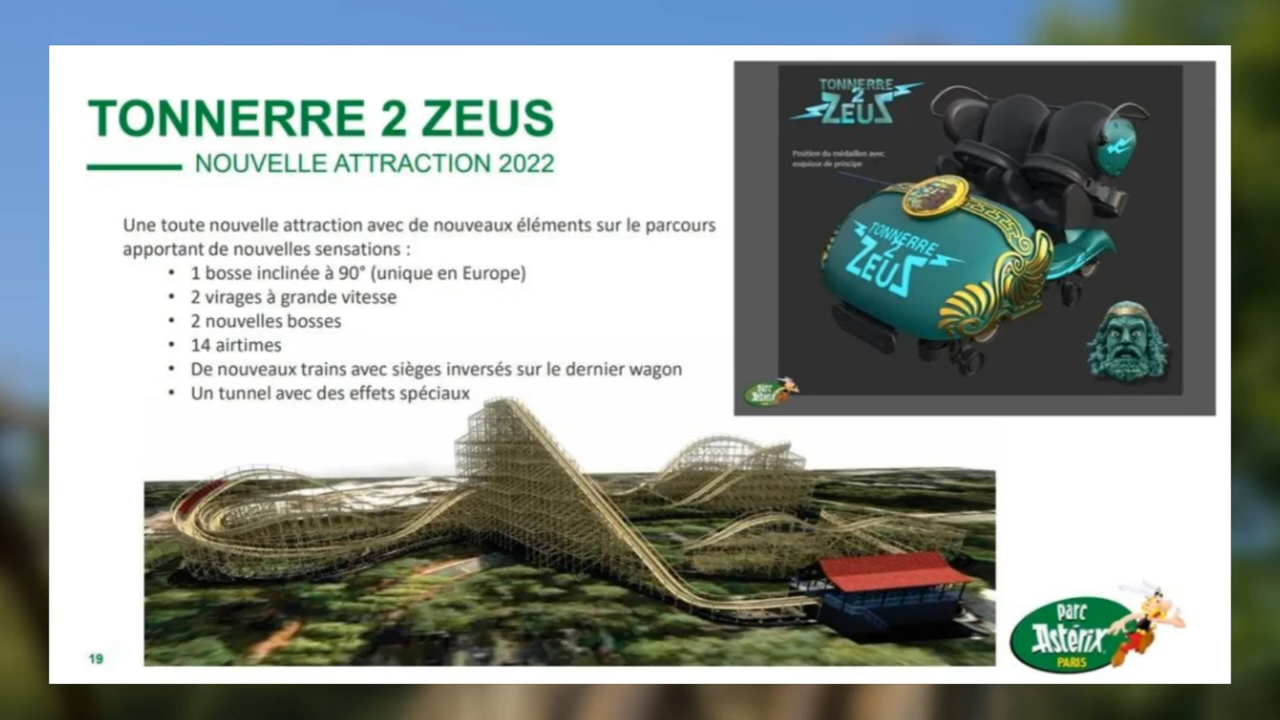 TONNERRE 2 ZEUS
NOUVELLE ATTRACTION 2022
Une toute nouvelle attraction avec de nouveaux éléments sur le parcours
apportant de nouvelles sensations :
• 1 bosse inclinée à 90° (unique en Europe)
• 2 virages à grande vitesse
• 2 nouvelles bosses
• 14 airtimes
• De nouveaux trains avec sièges inversés sur le dernier wagon
• Un tunnel avec des effets spéciaux
TONNERRE
2
ZEUS
Position du médaillon avec
esquisse de principe
TONNERRE
2
ZEUS
Parc
Astérix
19
Parc
Astérix
PARIS